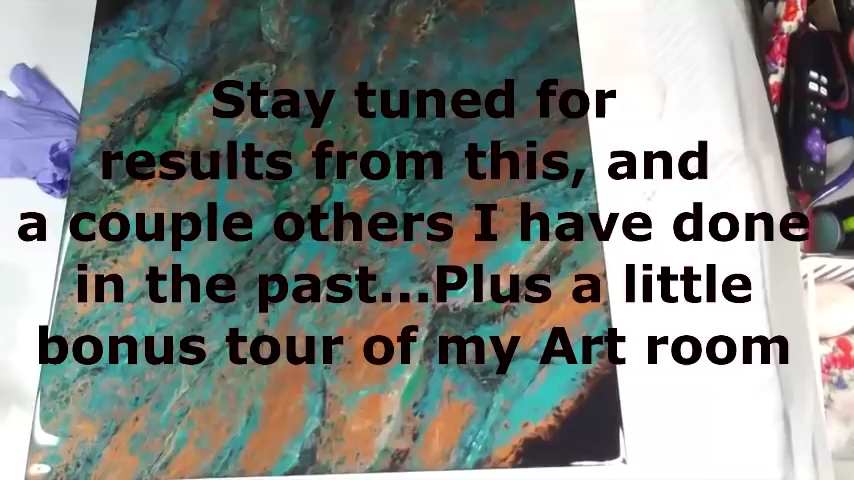 Stay tuned for
results from this, and
a couple others I have done
in the past...Plus a little
bonus tour of my Art room